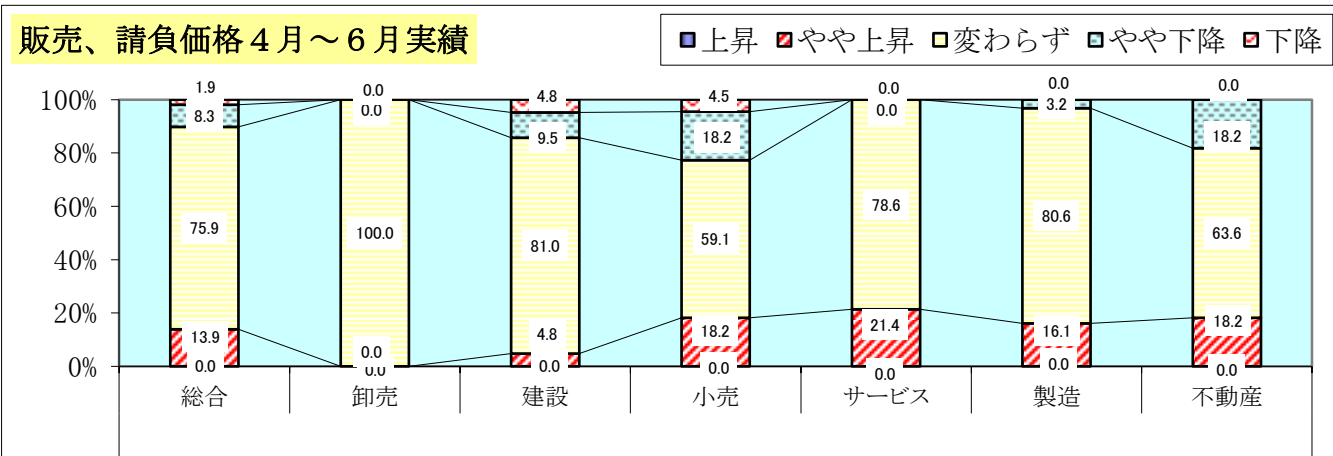 販売、請負価格４月～６月実績
上昇 やや上昇 変わらず やや下降 下降
1.9 0.0 4.8 4.5 0.0 0.0 0.0
100%
8.3 0.0 9.5 18.2 0.0 3.2 18.2
80%
60%
75.9 100.0 81.0 59.1 78.6 80.6 63.6
40%
20%
13.9 0.0 4.8 18.2 21.4 16.1 18.2
0.0 0.0 0.0 0.0 0.0 0.0 0.0
0%
総合 卸売 建設 小売 サービス 製造 不動産